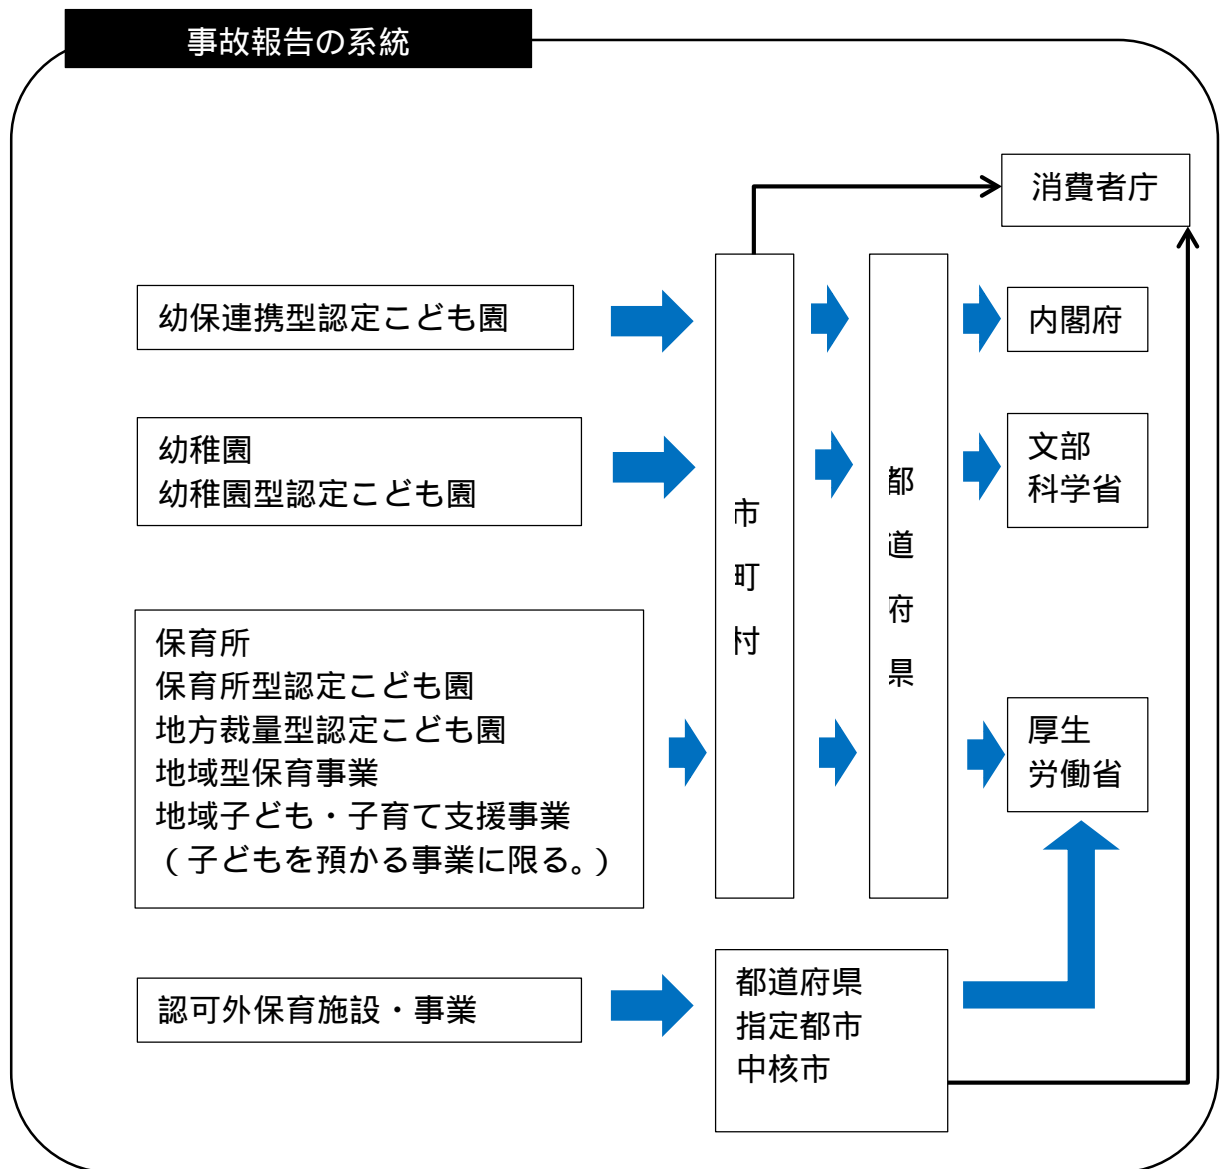 事故報告の系統
消費者庁
幼保連携型認定こども園
内閣府
幼稚園
幼稚園型認定こども園
文部
科学省
市町村
都道府県
保育所
保育所型認定こども園
地方裁量型認定こども園
地域型保育事業
地域子ども・子育て支援事業
（子どもを預かる事業に限る。）
厚生
労働省
認可外保育施設・事業
都道府県
指定都市
中核市